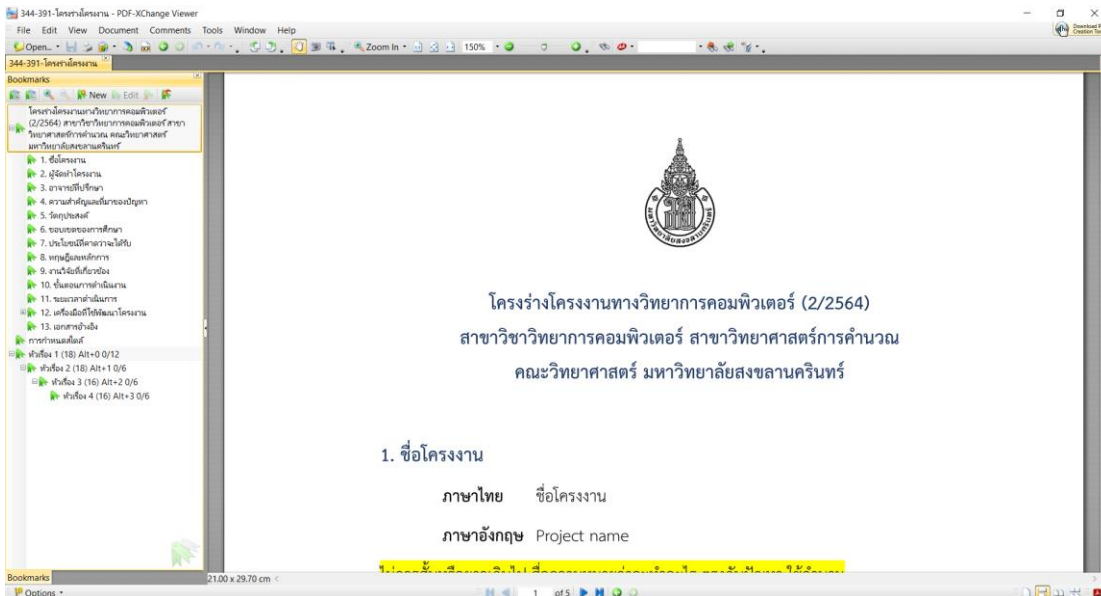 344-391-โครงร่างโครงงาน - PDF-XChange Viewer
File Edit View Document Comments Tools Window Help
Open... Zoom In 150%
344-391-โครงร่างโครงงาน
Bookmarks
New Edit
โครงร่างโครงงานทางวิทยาการคอมพิวเตอร์
(2/2564) สาขาวิชาวิทยาการคอมพิวเตอร์ สาขา
วิทยาศาสตร์การคำนวณ คณะวิทยาศาสตร์
มหาวิทยาลัยสงขลานครินทร์
1. ชื่อโครงงาน
2. ผู้จัดทำโครงงาน
3. อาจารย์ที่ปรึกษา
4. ความสำคัญและที่มาของปัญหา
5. วัตถุประสงค์
6. ขอบเขตของการศึกษา
7. ประโยชน์ที่คาดว่าจะได้รับ
8. ทฤษฎีและหลักการ
9. งานวิจัยที่เกี่ยวข้อง
10. ขั้นตอนการดำเนินงาน
11. ระยะเวลาดำเนินการ
12. เครื่องมือที่ใช้พัฒนาโครงงาน
13. เอกสารอ้างอิง
การกำหนดสไตล์
หัวเรื่อง 1 (18) Alt+0 0/12
หัวเรื่อง 2 (18) Alt+1 0/6
หัวเรื่อง 3 (16) Alt+2 0/6
หัวเรื่อง 4 (16) Alt+3 0/6
มหาวิทยาลัยสงขลานครินทร์
โครงร่างโครงงานทางวิทยาการคอมพิวเตอร์ (2/2564)
สาขาวิชาวิทยาการคอมพิวเตอร์ สาขาวิทยาศาสตร์การคำนวณ
คณะวิทยาศาสตร์ มหาวิทยาลัยสงขลานครินทร์
1. ชื่อโครงงาน
ภาษาไทย ชื่อโครงงาน
ภาษาอังกฤษ Project name
Bookmarks
21.00 x 29.70 cm
Options
1 of 5